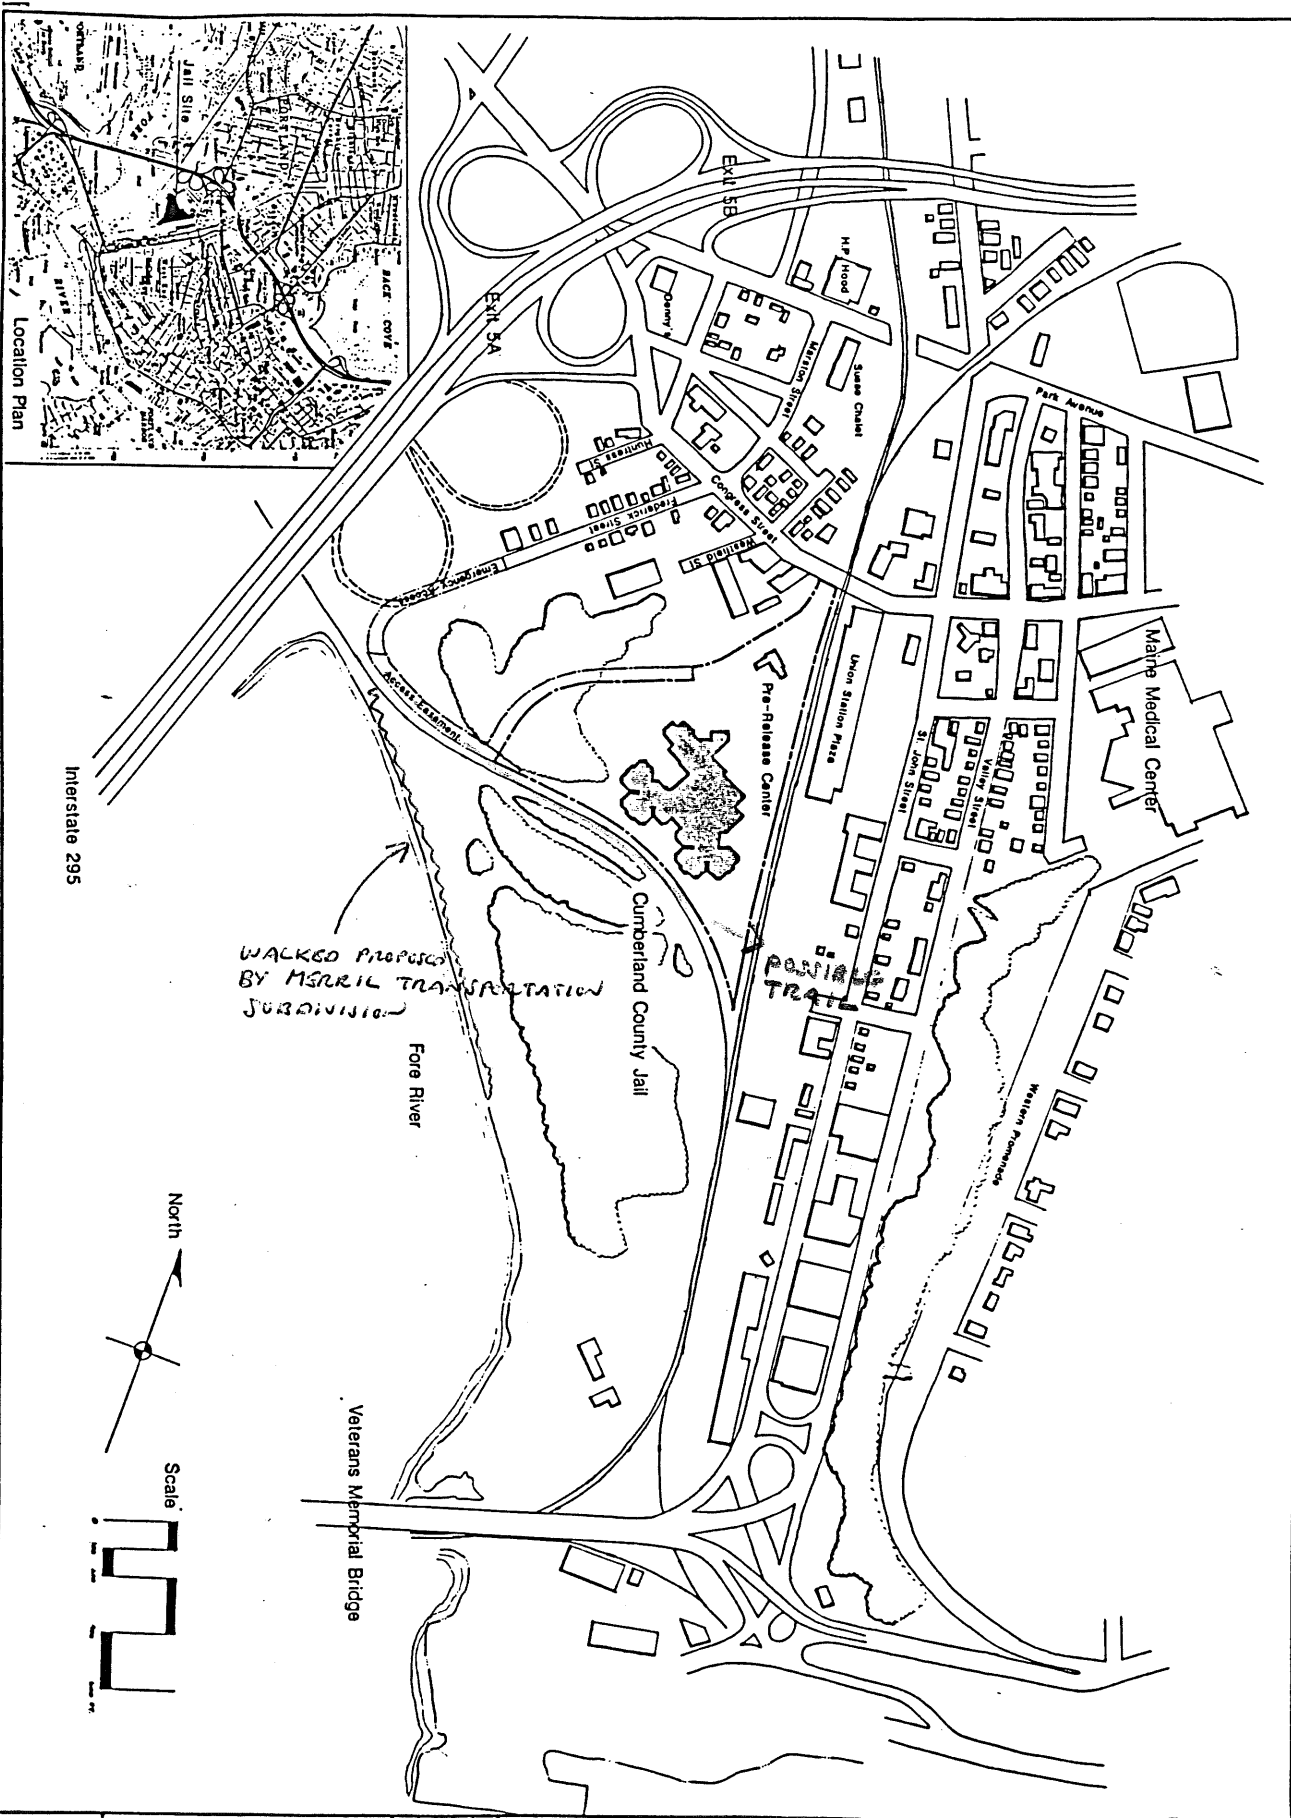 Jail Site
PORTLAND
FORE
RIVER
BACK COVE
Location Plan
Exit 5B
Exit 5A
H.P. Hood
Denny's
Marston Street
Susse Chalet
Park Avenue
Huntress St
Frederick Street
Congress Street
Westfield St
Emergency Access
Access Easement
Union Station Plaza
Pre-Release Center
St. John Street
Valley Street
Maine Medical Center
Western Promenade
Interstate 295
Cumberland County Jail
WALKED PROPOSED
BY MERRIL TRANSPORTATION
SUBDIVISION
POSSIBLE
TRAIL
Fore River
North
Veterans Memorial Bridge
Scale
0